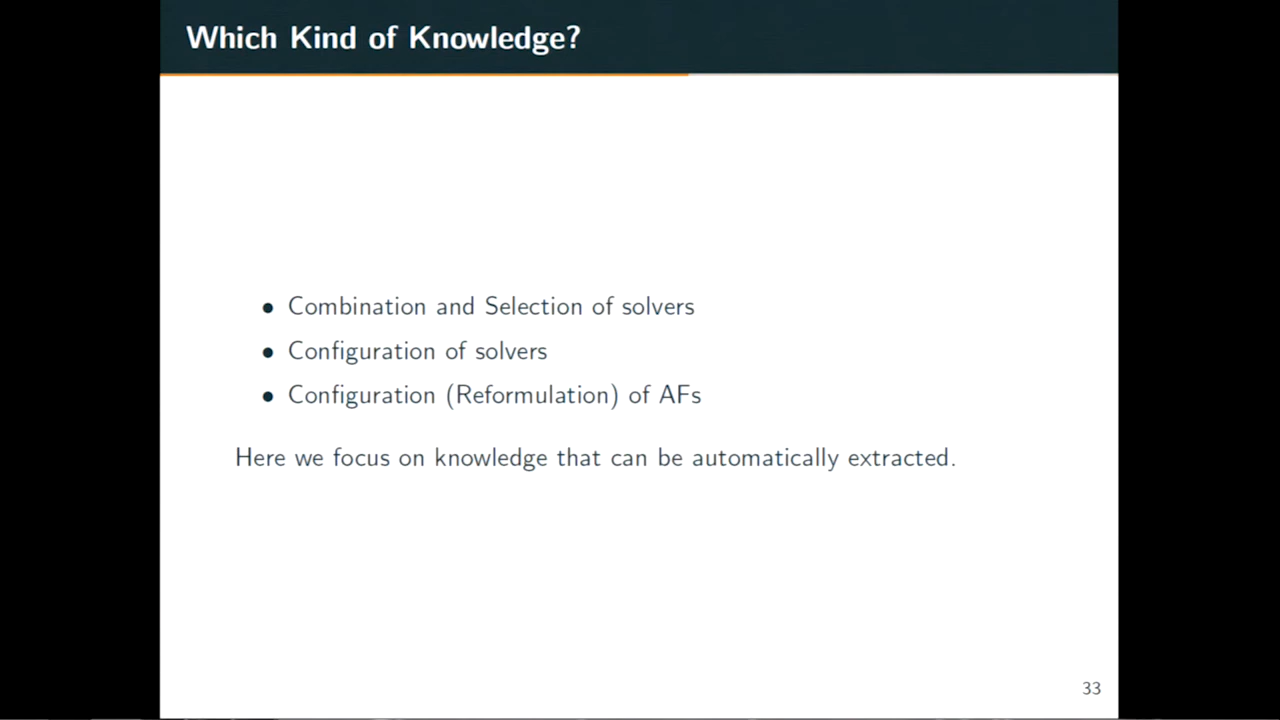 Which Kind of Knowledge?
• Combination and Selection of solvers
• Configuration of solvers
• Configuration (Reformulation) of AFs
Here we focus on knowledge that can be automatically extracted.
33